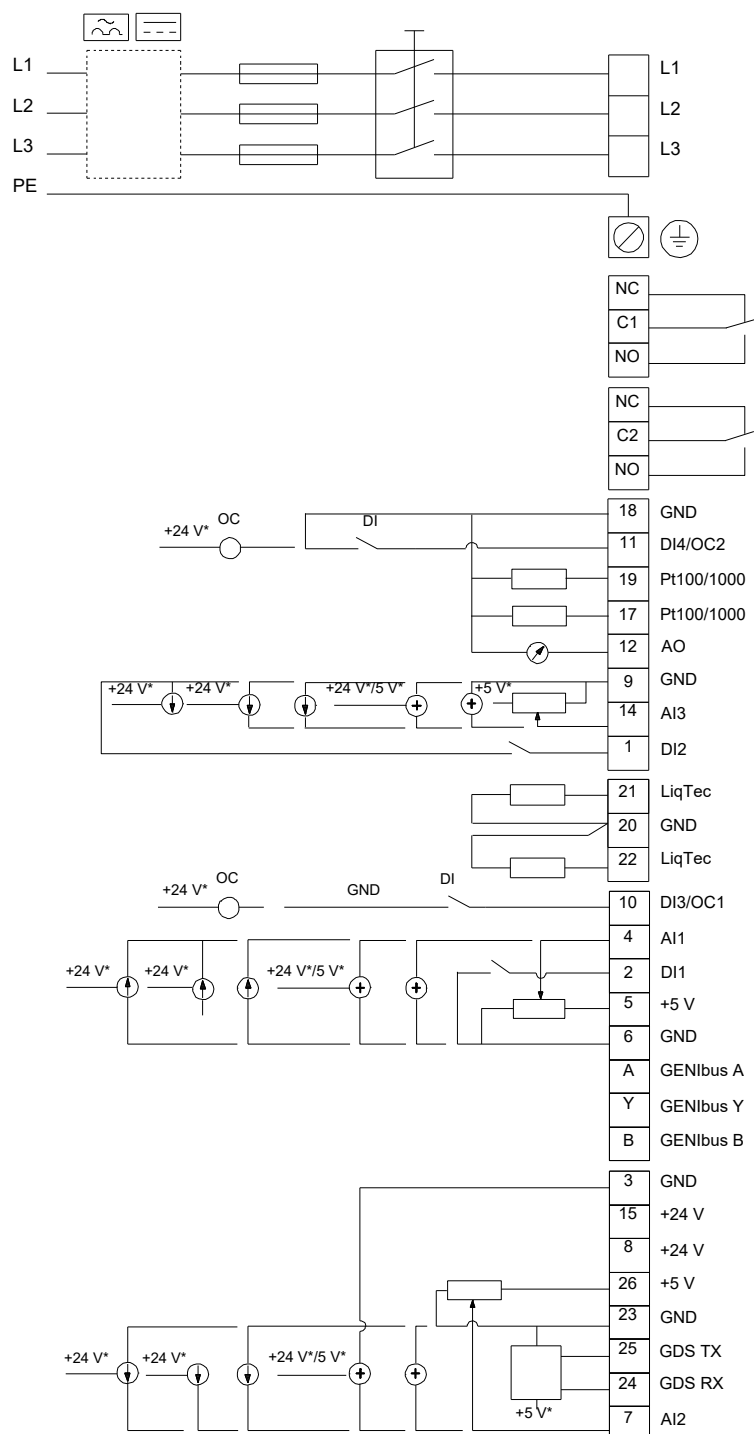 L1 L1
L2 L2
L3 L3
PE
NC
C1
NO
NC
C2
NO
18 GND
+24 V* OC DI 11 DI4/OC2
19 Pt100/1000
17 Pt100/1000
12 AO
9 GND
+24 V* +24 V* +24 V*/5 V* +5 V*
14 AI3
1 DI2
21 LiqTec
20 GND
22 LiqTec
+24 V* OC GND DI 10 DI3/OC1
4 AI1
+24 V* +24 V* +24 V*/5 V* 2 DI1
5 +5 V
6 GND
A GENIbus A
Y GENIbus Y
B GENIbus B
3 GND
15 +24 V
8 +24 V
26 +5 V
23 GND
+24 V* +24 V* +24 V*/5 V* 25 GDS TX
24 GDS RX
+5 V* 7 AI2